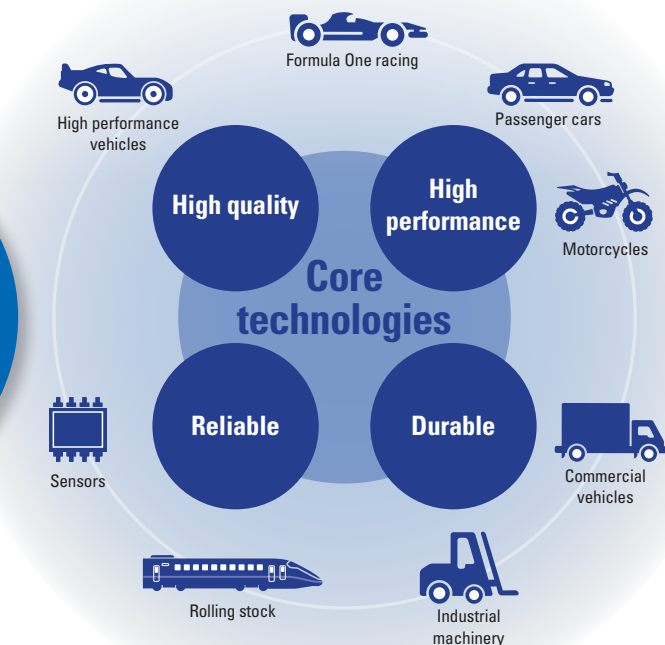 Formula One racing
High performance
vehicles
Passenger cars
High quality
High
performance
Motorcycles
Core
technologies
Reliable
Durable
Sensors
Commercial
vehicles
Rolling stock
Industrial
machinery